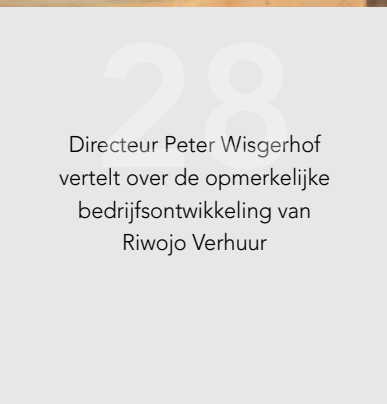 28
Directeur Peter Wisgerhof
vertelt over de opmerkelijke
bedrijfsontwikkeling van
Riwojo Verhuur